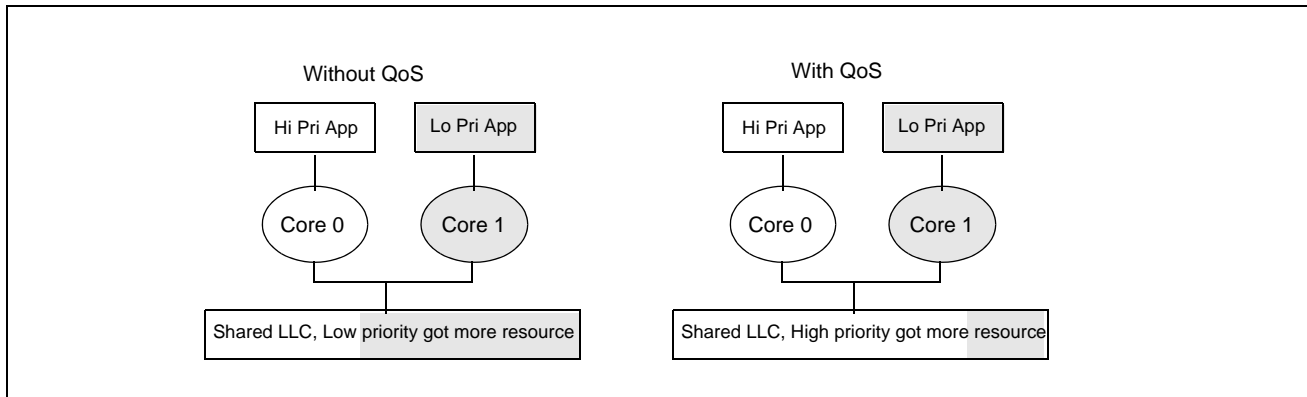 Without QoS
Hi Pri App
Lo Pri App
Core 0
Core 1
Shared LLC, Low priority got more resource
With QoS
Hi Pri App
Lo Pri App
Core 0
Core 1
Shared LLC, High priority got more resource